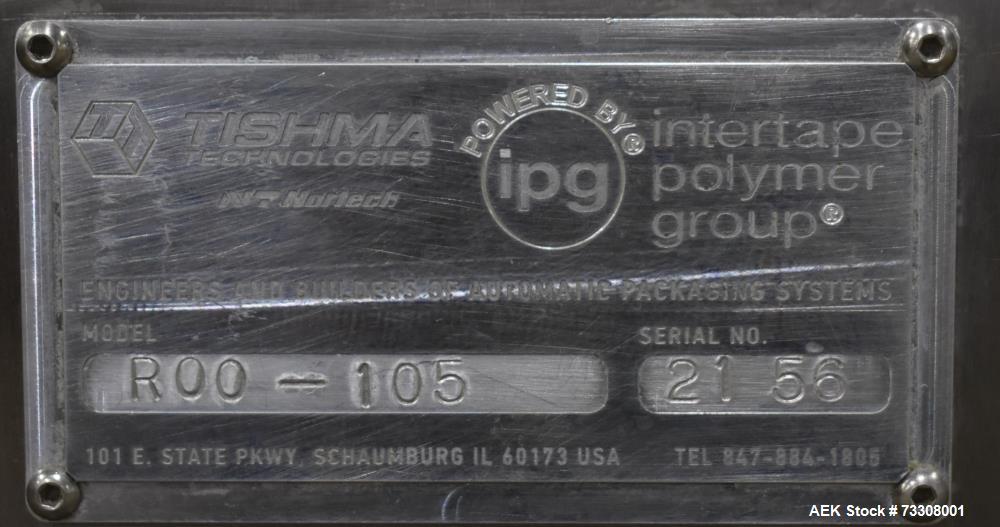 TISHMA
TECHNOLOGIES
NT Nortech
POWERED BY®
ipg
intertape
polymer
group®
ENGINEERS AND BUILDERS OF AUTOMATIC PACKAGING SYSTEMS
MODEL
R00 - 105
SERIAL NO.
21 56
101 E. STATE PKWY, SCHAUMBURG IL 60173 USA
TEL 847-884-1805
AEK Stock # 73308001